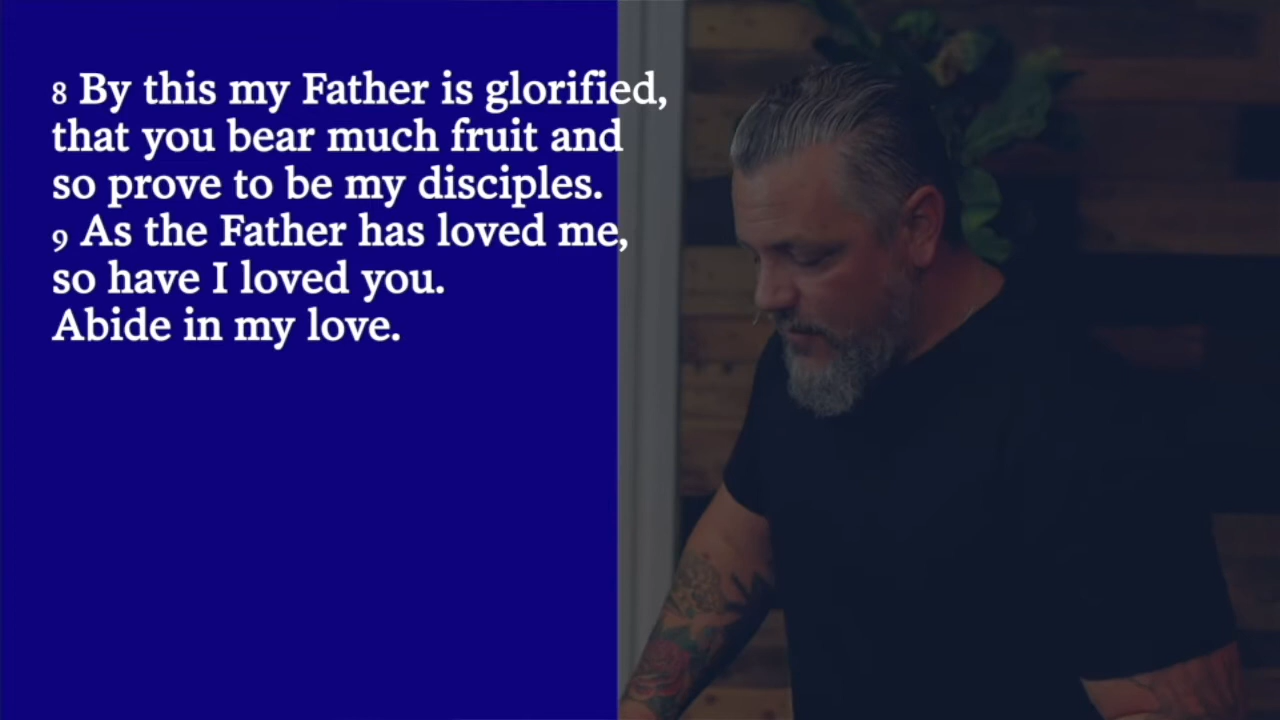 8 By this my Father is glorified,
that you bear much fruit and
so prove to be my disciples.
9 As the Father has loved me,
so have I loved you.
Abide in my love.